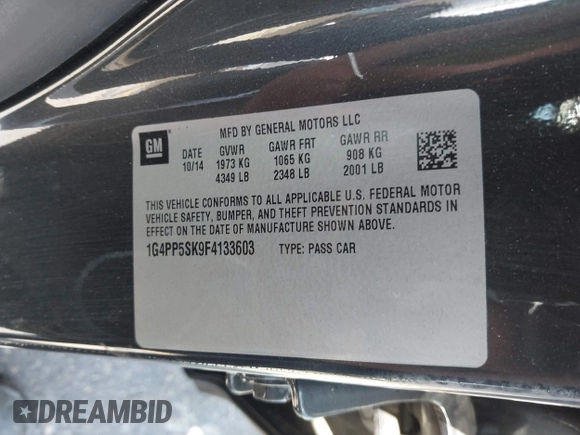 MFD BY GENERAL MOTORS LLC
GM
DATE GVWR GAWR FRT GAWR RR
10/14 1973 KG 1065 KG 908 KG
4349 LB 2348 LB 2001 LB
THIS VEHICLE CONFORMS TO ALL APPLICABLE U.S. FEDERAL MOTOR
VEHICLE SAFETY, BUMPER, AND THEFT PREVENTION STANDARDS IN
EFFECT ON THE DATE OF MANUFACTURE SHOWN ABOVE.
1G4PP5SK9F4133603 TYPE: PASS CAR
DREAMBID